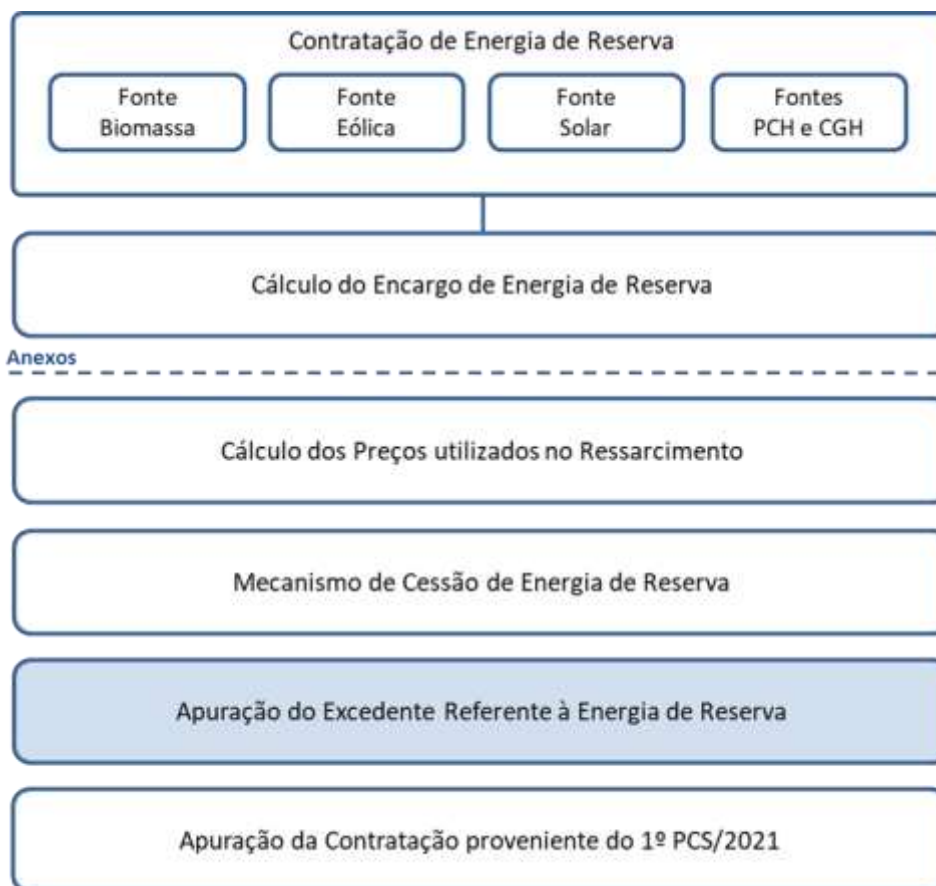 Contratação de Energia de Reserva
Fonte
Biomassa
Fonte
Eólica
Fonte
Solar
Fontes
PCH e CGH
Cálculo do Encargo de Energia de Reserva
Anexos
Cálculo dos Preços utilizados no Ressarcimento
Mecanismo de Cessão de Energia de Reserva
Apuração do Excedente Referente à Energia de Reserva
Apuração da Contratação proveniente do 1º PCS/2021